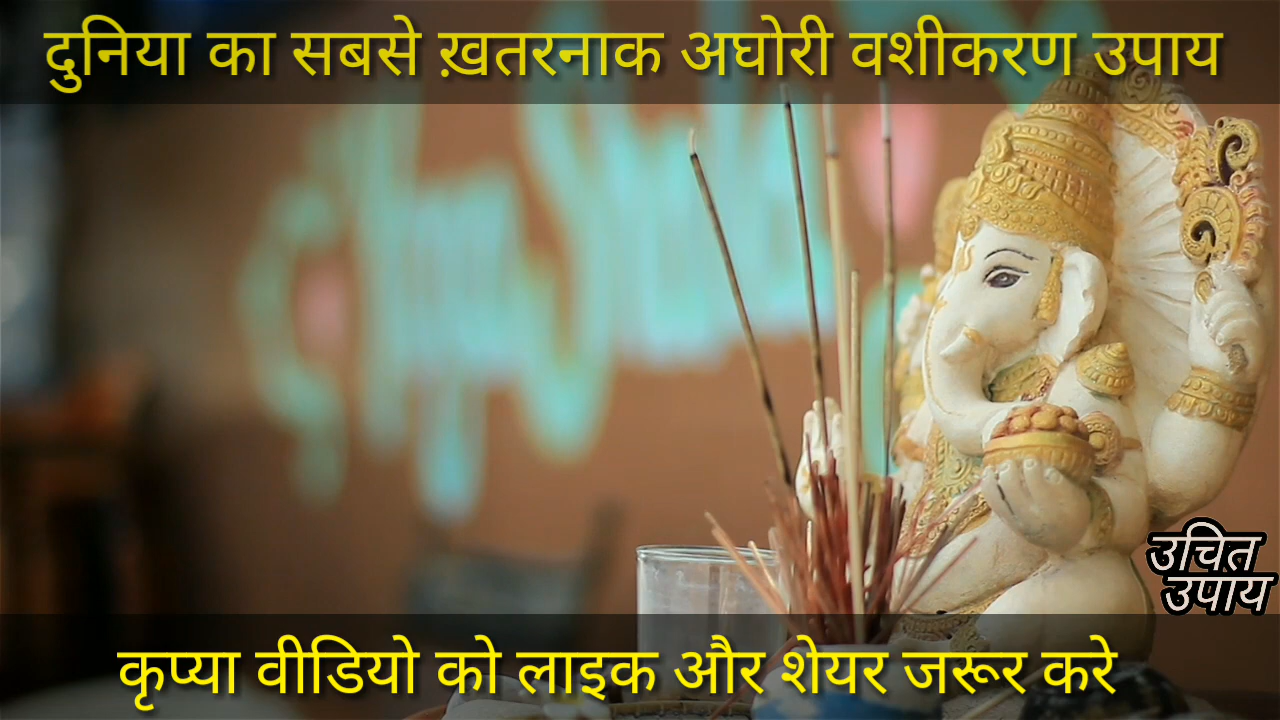 दुनिया का सबसे ख़तरनाक अघोरी वशीकरण उपाय
उचित
उपाय
कृप्या वीडियो को लाइक और शेयर जरूर करे